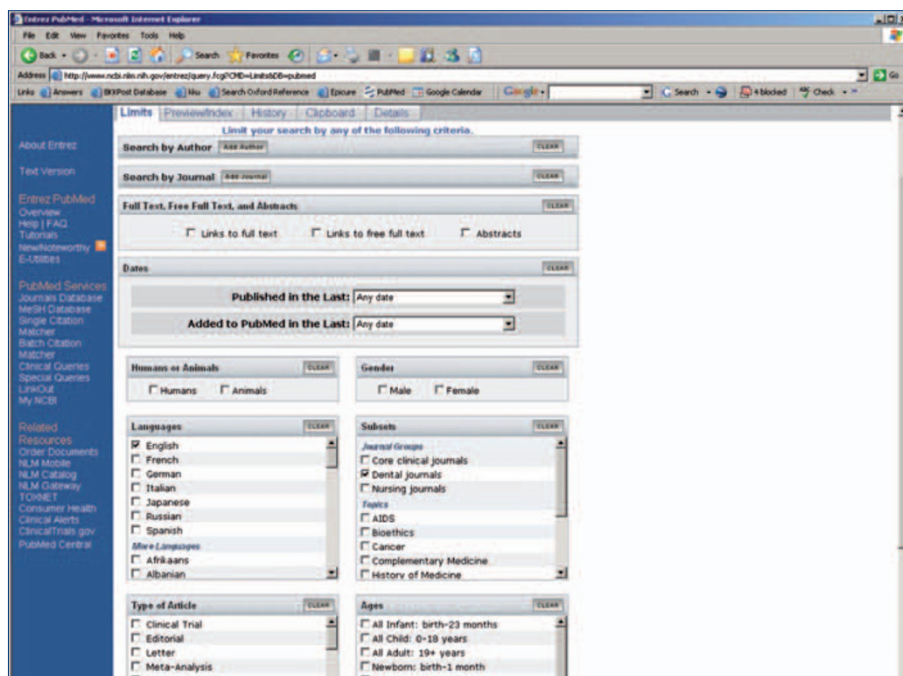 Entrez PubMed - Microsoft Internet Explorer
File Edit View Favorites Tools Help
Back Search Favorites
Address http://www.ncbi.nlm.nih.gov/entrez/query.fcgi?CMD=Limits&DB=pubmed Go
Links Answers BIXPost Database hku Search Oxford Reference Epicure PubMed Google Calendar Google Search 4 blocked Check
Limits Preview/Index History Clipboard Details
Limit your search by any of the following criteria.
About Entrez
Text Version
Entrez PubMed
Overview
Help | FAQ
Tutorials
New/Noteworthy
E-Utilities
PubMed Services
Journals Database
MeSH Database
Single Citation
Matcher
Batch Citation
Matcher
Clinical Queries
Special Queries
LinkOut
My NCBI
Related
Resources
Order Documents
NLM Mobile
NLM Catalog
NLM Gateway
TOXNET
Consumer Health
Clinical Alerts
ClinicalTrials.gov
PubMed Central
Search by Author Add Author CLEAR
Search by Journal Add Journal CLEAR
Full Text, Free Full Text, and Abstracts CLEAR
Links to full text Links to free full text Abstracts
Dates CLEAR
Published in the Last: Any date
Added to PubMed in the Last: Any date
Humans or Animals CLEAR
Humans Animals
Gender CLEAR
Male Female
Languages CLEAR
English
French
German
Italian
Japanese
Russian
Spanish
More Languages
Afrikaans
Albanian
Subsets CLEAR
Journal Groups
Core clinical journals
Dental journals
Nursing journals
Topics
AIDS
Bioethics
Cancer
Complementary Medicine
History of Medicine
Type of Article CLEAR
Clinical Trial
Editorial
Letter
Meta-Analysis
Ages CLEAR
All Infant: birth-23 months
All Child: 0-18 years
All Adult: 19+ years
Newborn: birth-1 month